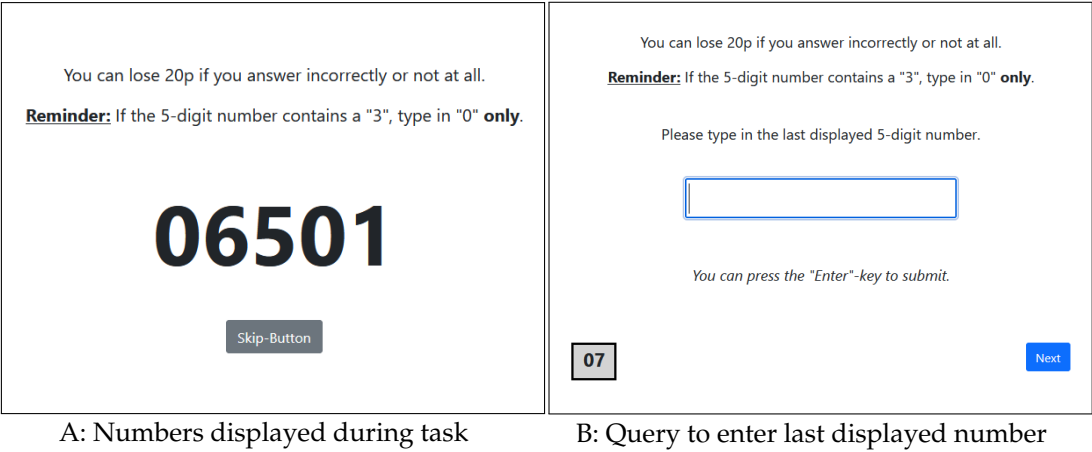 You can lose 20p if you answer incorrectly or not at all.
Reminder: If the 5-digit number contains a "3", type in "0" only.
06501
Skip-Button
A: Numbers displayed during task
You can lose 20p if you answer incorrectly or not at all.
Reminder: If the 5-digit number contains a "3", type in "0" only.
Please type in the last displayed 5-digit number.
You can press the "Enter"-key to submit.
07
Next
B: Query to enter last displayed number